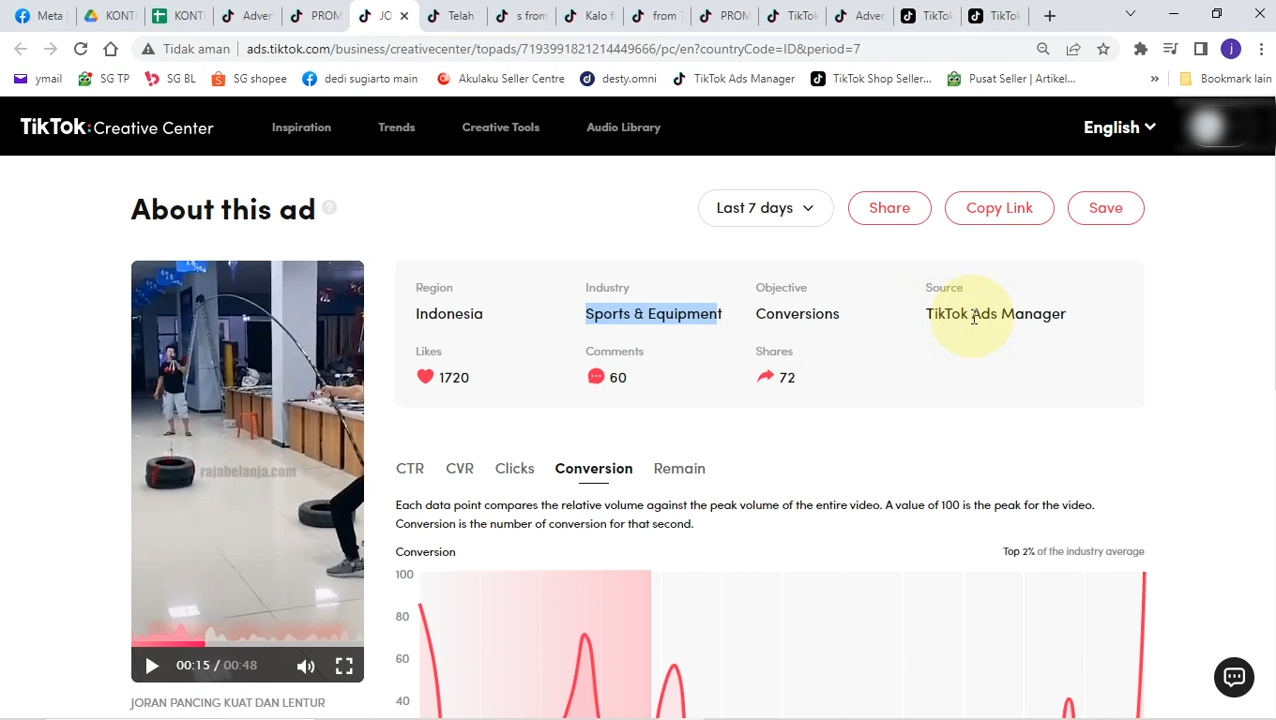 Meta
KONTI
KONTI
Adver
PROM
JO
Telah
s from
Kalo f
from T
PROM
TikTo
Adver
TikTo
TikTo
Tidak aman | ads.tiktok.com/business/creativecenter/topads/7193991821214449666/pc/en?countryCode=ID&period=7
j
ymail
SG TP
SG BL
SG shopee
dedi sugiarto main
Akulaku Seller Centre
desty.omni
TikTok Ads Manager
TikTok Shop Seller...
Pusat Seller | Artikel...
»
Bookmark lain
TikTok: Creative Center
Inspiration
Trends
Creative Tools
Audio Library
English
About this ad ?
Last 7 days
Share
Copy Link
Save
Region
Industry
Objective
Source
Indonesia
Sports & Equipment
Conversions
TikTok Ads Manager
Likes
Comments
Shares
1720
60
72
rajabelanja.com
00:15 / 00:48
JORAN PANCING KUAT DAN LENTUR
CTR
CVR
Clicks
Conversion
Remain
Each data point compares the relative volume against the peak volume of the entire video. A value of 100 is the peak for the video.
Conversion is the number of conversion for that second.
Conversion
Top 2% of the industry average
100
80
60
40